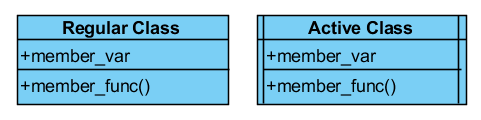 Regular Class
+member_var
+member_func()
Active Class
+member_var
+member_func()